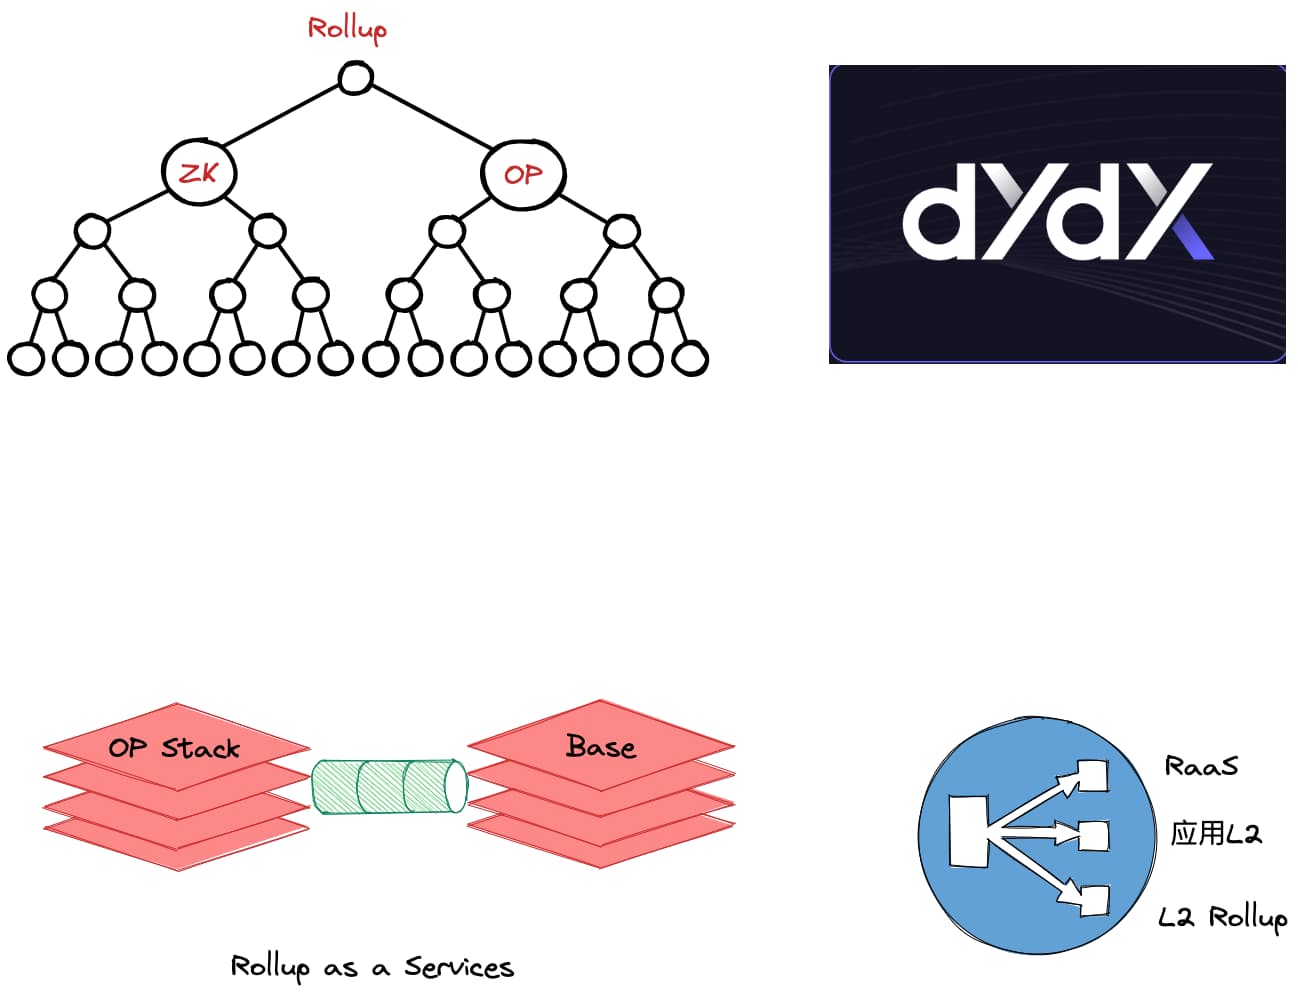 Rollup
ZK
OP
dYdX
OP Stack
Base
RaaS
应用L2
L2 Rollup
Rollup as a Services